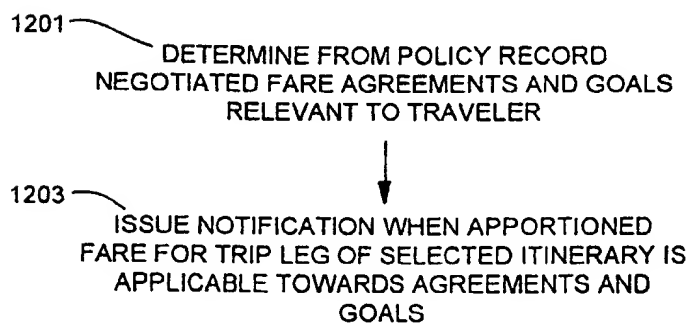 1201
DETERMINE FROM POLICY RECORD
NEGOTIATED FARE AGREEMENTS AND GOALS
RELEVANT TO TRAVELER
1203
ISSUE NOTIFICATION WHEN APPORTIONED
FARE FOR TRIP LEG OF SELECTED ITINERARY IS
APPLICABLE TOWARDS AGREEMENTS AND
GOALS